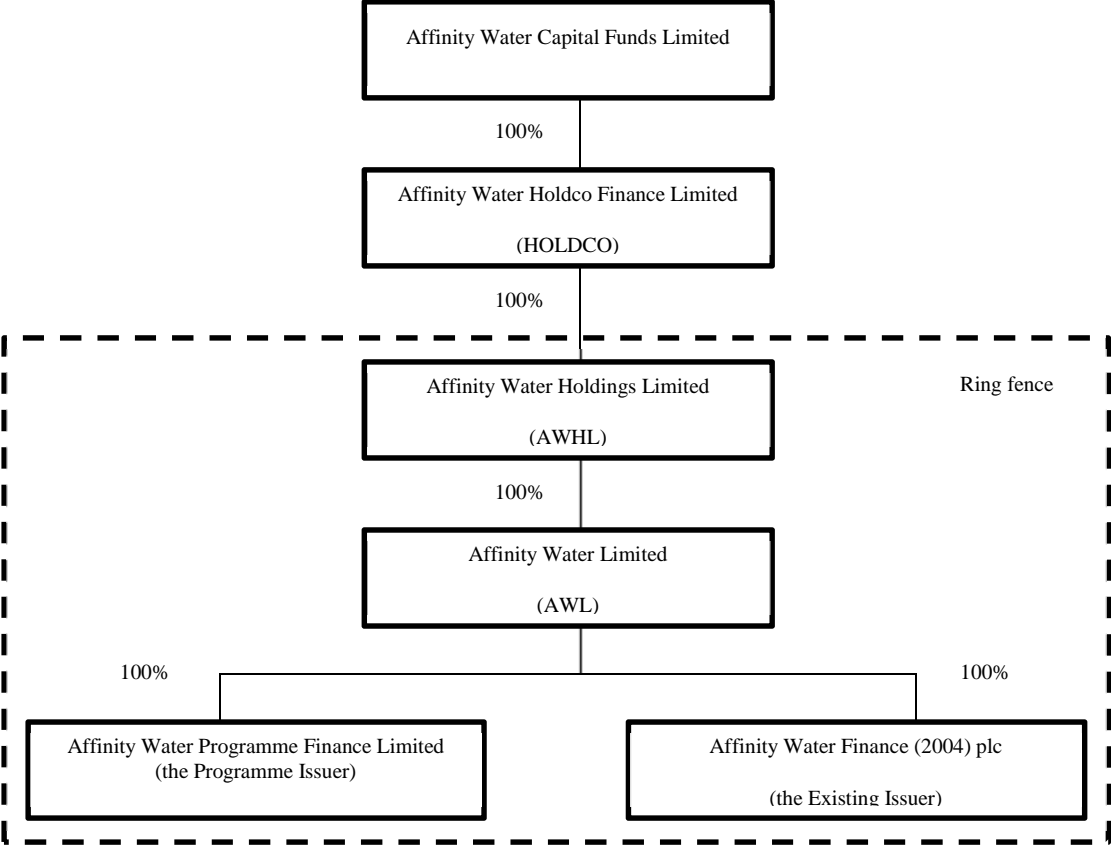 Affinity Water Capital Funds Limited
100%
Affinity Water Holdco Finance Limited
(HOLDCO)
100%
Affinity Water Holdings Limited
(AWHL)
Ring fence
100%
Affinity Water Limited
(AWL)
100%
100%
Affinity Water Programme Finance Limited
(the Programme Issuer)
Affinity Water Finance (2004) plc
(the Existing Issuer)